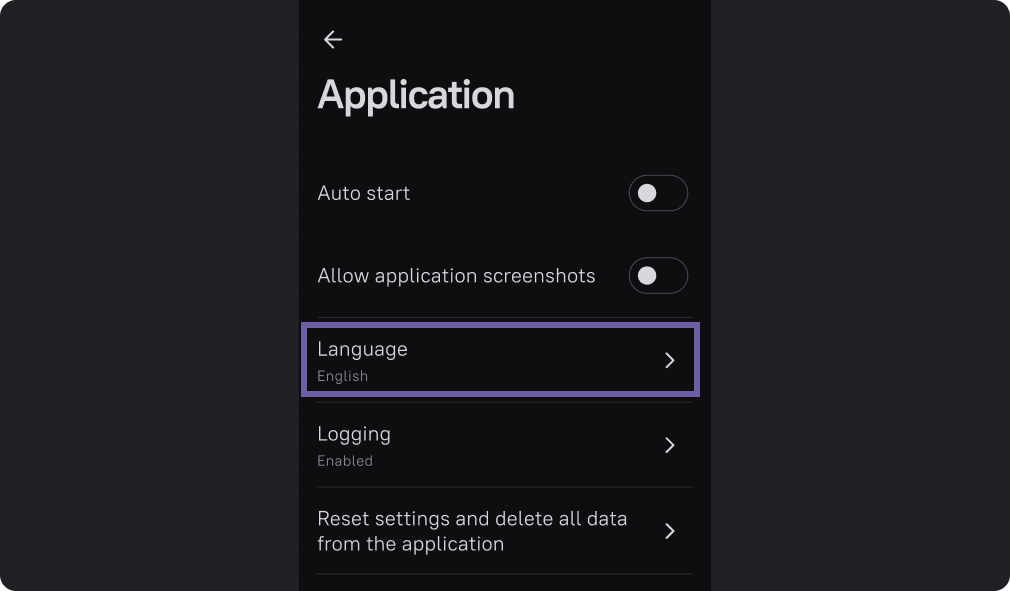 Application
Auto start
Allow application screenshots
Language
English
Logging
Enabled
Reset settings and delete all data
from the application